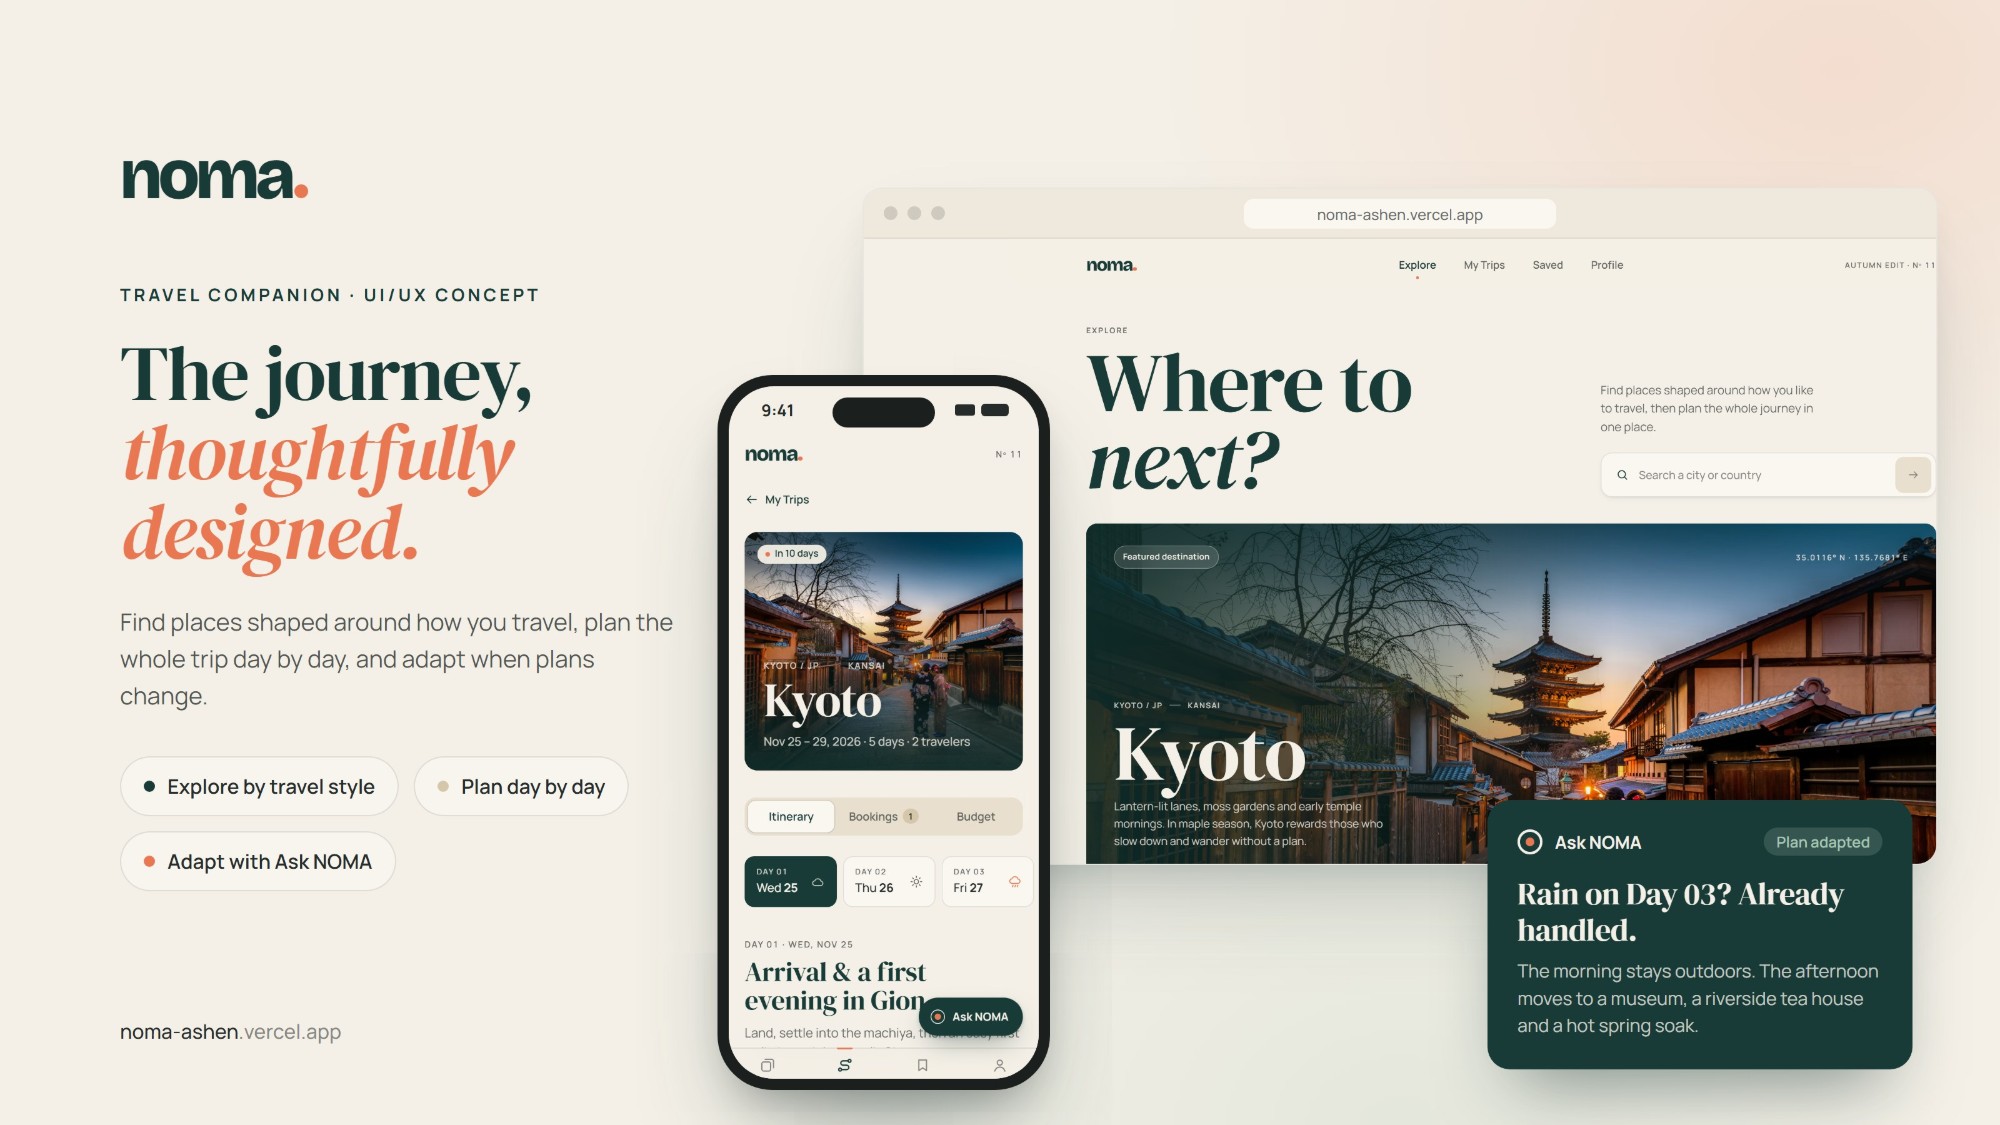 noma.
TRAVEL COMPANION · UI/UX CONCEPT
The journey,
thoughtfully
designed.
Find places shaped around how you travel, plan the
whole trip day by day, and adapt when plans
change.
Explore by travel style
Plan day by day
Adapt with Ask NOMA
noma-ashen.vercel.app
9:41
noma.
Nº 11
My Trips
In 10 days
KYOTO / JP KANSAI
Kyoto
Nov 25 – 29, 2026 · 5 days · 2 travelers
Itinerary
Bookings 1
Budget
DAY 01
Wed 25
DAY 02
Thu 26
DAY 03
Fri 27
DAY 01 · WED, NOV 25
Arrival & a first
evening in Gion
Land, settle into the machiya,
Ask NOMA
noma-ashen.vercel.app
noma.
Explore
My Trips
Saved
Profile
AUTUMN EDIT · Nº 11
EXPLORE
Where to
next?
Find places shaped around how you like
to travel, then plan the whole journey in
one place.
Search a city or country
Featured destination
35.0116° N · 135.7681° E
KYOTO / JP — KANSAI
Kyoto
Lantern-lit lanes, moss gardens and early temple
mornings. In maple season, Kyoto rewards those who
slow down and wander without a plan.
Ask NOMA
Plan adapted
Rain on Day 03? Already
handled.
The morning stays outdoors. The afternoon
moves to a museum, a riverside tea house
and a hot spring soak.